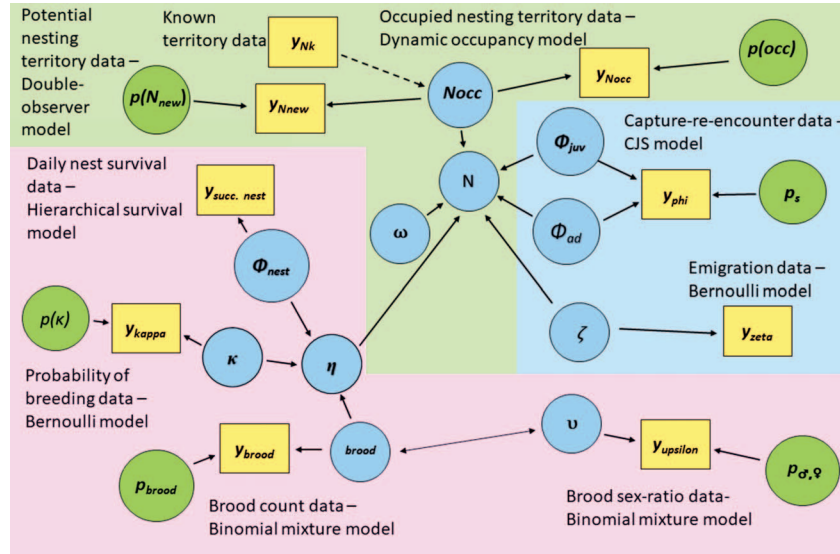 Potential
nesting
territory data –
Double-
observer
model
Known
territory data
y_Nk
Occupied nesting territory data –
Dynamic occupancy model
p(N_new)
y_Nnew
Nocc
y_Nocc
p(occ)
Capture-re-encounter data –
CJS model
Φ_juv
N
y_phi
p_s
ω
Φ_ad
Daily nest survival
data –
Hierarchical survival
model
y_succ. nest
Φ_nest
Emigration data –
Bernoulli model
ζ
y_zeta
p(κ)
y_kappa
κ
η
Probability of
breeding data –
Bernoulli model
p_brood
y_brood
brood
υ
y_upsilon
p_♂,♀
Brood count data–
Binomial mixture model
Brood sex-ratio data-
Binomial mixture model